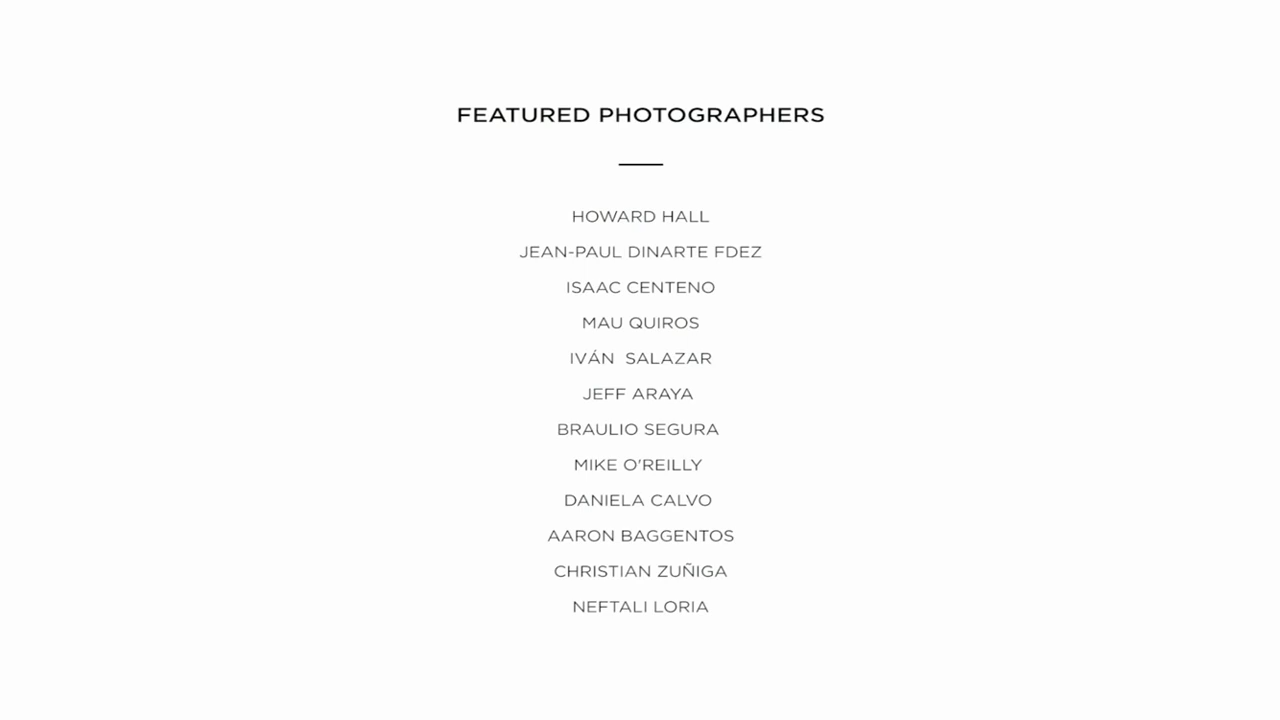 FEATURED PHOTOGRAPHERS
HOWARD HALL
JEAN-PAUL DINARTE FDEZ
ISAAC CENTENO
MAU QUIROS
IVÁN SALAZAR
JEFF ARAYA
BRAULIO SEGURA
MIKE O'REILLY
DANIELA CALVO
AARON BAGGENTOS
CHRISTIAN ZUÑIGA
NEFTALI LORIA